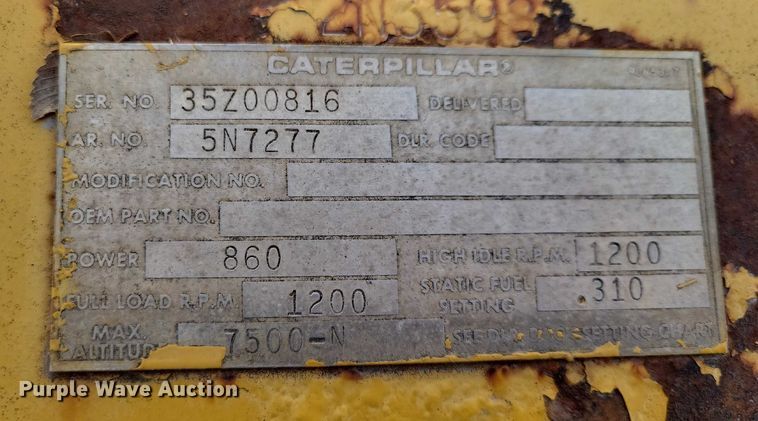 CATERPILLAR®
SER. NO. 35Z00816 DELIVERED
AR. NO. 5N7277 DLR. CODE
MODIFICATION NO.
OEM PART NO.
POWER 860 HIGH IDLE R.P.M. 1200
FULL LOAD R.P.M. 1200 STATIC FUEL SETTING .310
MAX. ALTITUDE 7500-N SEE
Purple Wave Auction